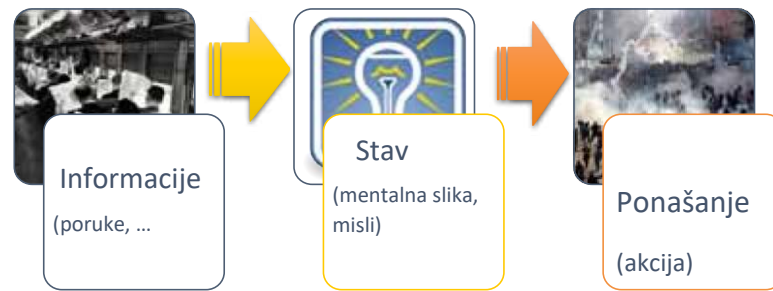 Informacije
(poruke, …
Stav
(mentalna slika,
misli)
Ponašanje
(akcija)